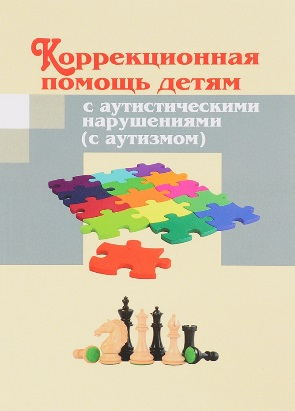 Коррекционная
помощь детям
с аутистическими
нарушениями
(с аутизмом)